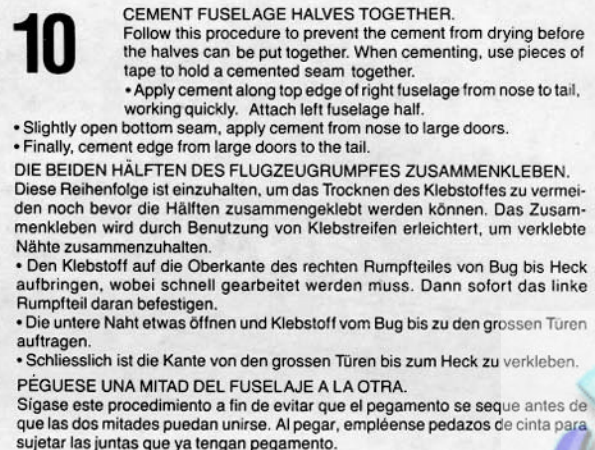 10
CEMENT FUSELAGE HALVES TOGETHER.
Follow this procedure to prevent the cement from drying before
the halves can be put together. When cementing, use pieces of
tape to hold a cemented seam together.
• Apply cement along top edge of right fuselage from nose to tail,
working quickly. Attach left fuselage half.
• Slightly open bottom seam, apply cement from nose to large doors.
• Finally, cement edge from large doors to the tail.
DIE BEIDEN HÄLFTEN DES FLUGZEUGRUMPFES ZUSAMMENKLEBEN.
Diese Reihenfolge ist einzuhalten, um das Trocknen des Klebstoffes zu vermei-
den noch bevor die Hälften zusammengeklebt werden können. Das Zusam-
menkleben wird durch Benutzung von Klebstreifen erleichtert, um verklebte
Nähte zusammenzuhalten.
• Den Klebstoff auf die Oberkante des rechten Rumpfteiles von Bug bis Heck
aufbringen, wobei schnell gearbeitet werden muss. Dann sofort das linke
Rumpfteil daran befestigen.
• Die untere Naht etwas öffnen und Klebstoff vom Bug bis zu den grossen Türen
auftragen.
• Schliesslich ist die Kante von den grossen Türen bis zum Heck zu verkleben.
PÉGUESE UNA MITAD DEL FUSELAJE A LA OTRA.
Sígase este procedimiento a fin de evitar que el pegamento se seque antes de
que las dos mitades puedan unirse. Al pegar, empléense pedazos de cinta para
sujetar las juntas que ya tengan pegamento.